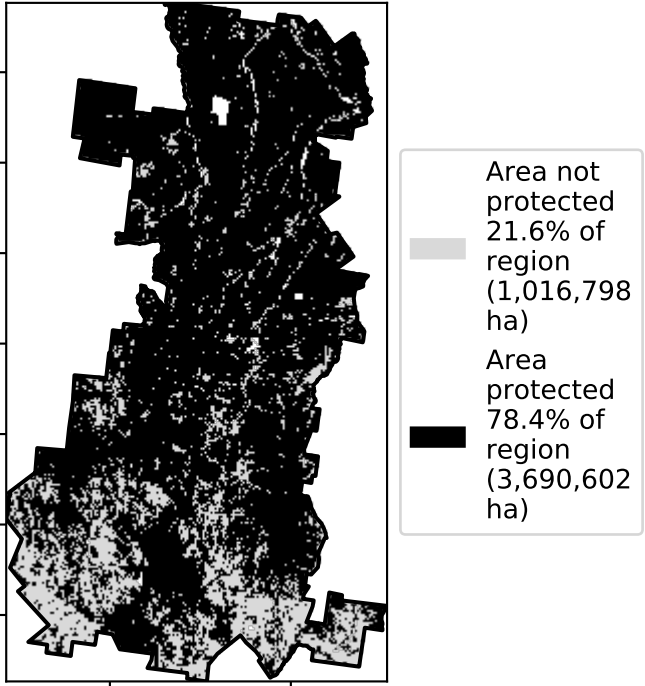 Area not
protected
21.6% of
region
(1,016,798
ha)
Area
protected
78.4% of
region
(3,690,602
ha)